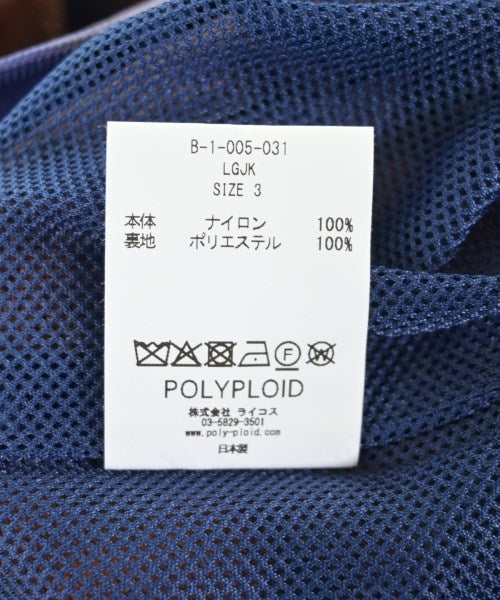 B-1-005-031
LGJK
SIZE 3
本体 ナイロン 100%
裏地 ポリエステル 100%
F W
POLYPLOID
株式会社 ライコス
03-5829-3501
www.poly-ploid.com
日本製